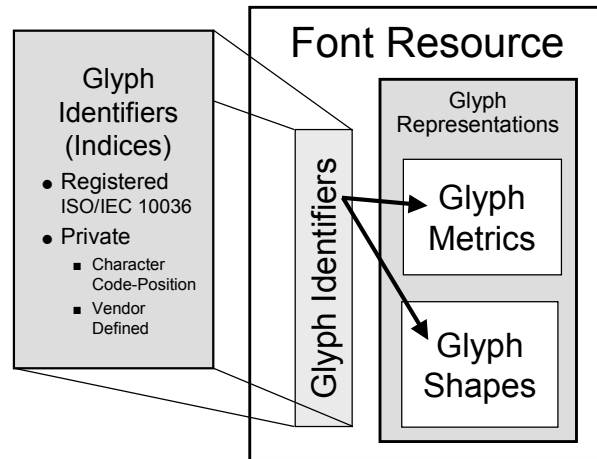 Font Resource
Glyph
Identifiers
(Indices)
● Registered
ISO/IEC 10036
● Private
■ Character
Code-Position
■ Vendor
Defined
Glyph Identifiers
Glyph
Representations
Glyph
Metrics
Glyph
Shapes